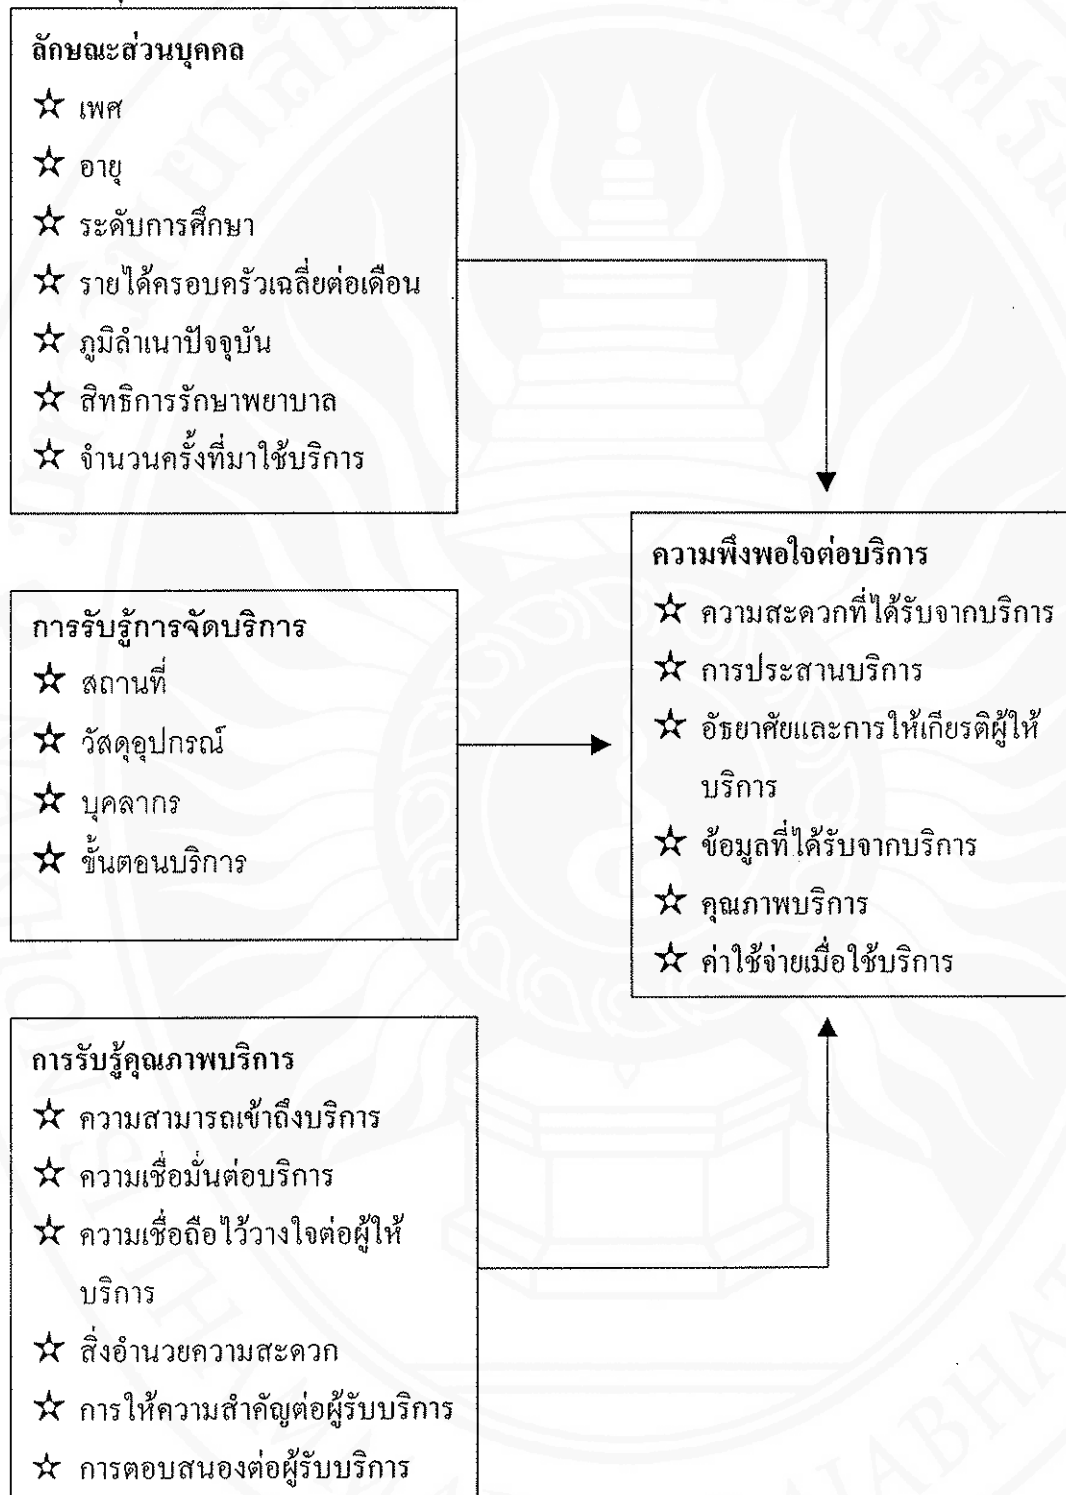 ลักษณะส่วนบุคคล
☆ เพศ
☆ อายุ
☆ ระดับการศึกษา
☆ รายได้ครอบครัวเฉลี่ยต่อเดือน
☆ ภูมิลำเนาปัจจุบัน
☆ สิทธิการรักษาพยาบาล
☆ จำนวนครั้งที่มาใช้บริการ
การรับรู้การจัดบริการ
☆ สถานที่
☆ วัสดุอุปกรณ์
☆ บุคลากร
☆ ขั้นตอนบริการ
ความพึงพอใจต่อบริการ
☆ ความสะดวกที่ได้รับจากบริการ
☆ การประสานบริการ
☆ อัธยาศัยและการให้เกียรติผู้ให้
บริการ
☆ ข้อมูลที่ได้รับจากบริการ
☆ คุณภาพบริการ
☆ ค่าใช้จ่ายเมื่อใช้บริการ
การรับรู้คุณภาพบริการ
☆ ความสามารถเข้าถึงบริการ
☆ ความเชื่อมั่นต่อบริการ
☆ ความเชื่อถือไว้วางใจต่อผู้ให้
บริการ
☆ สิ่งอำนวยความสะดวก
☆ การให้ความสำคัญต่อผู้รับบริการ
☆ การตอบสนองต่อผู้รับบริการ